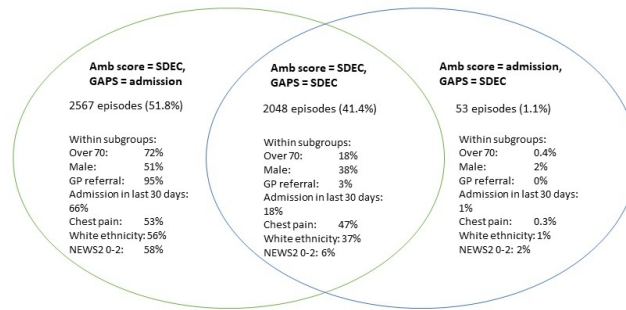 Amb score = SDEC,
GAPS = admission
2567 episodes (51.8%)
Within subgroups:
Over 70: 72%
Male: 51%
GP referral: 95%
Admission in last 30 days:
66%
Chest pain: 53%
White ethnicity: 56%
NEWS2 0-2: 58%
Amb score = SDEC,
GAPS = SDEC
2048 episodes (41.4%)
Within subgroups:
Over 70: 18%
Male: 38%
GP referral: 3%
Admission in last 30 days:
18%
Chest pain: 47%
White ethnicity: 37%
NEWS2 0-2: 6%
Amb score = admission,
GAPS = SDEC
53 episodes (1.1%)
Within subgroups:
Over 70: 0.4%
Male: 2%
GP referral: 0%
Admission in last 30 days:
1%
Chest pain: 0.3%
White ethnicity: 1%
NEWS2 0-2: 2%